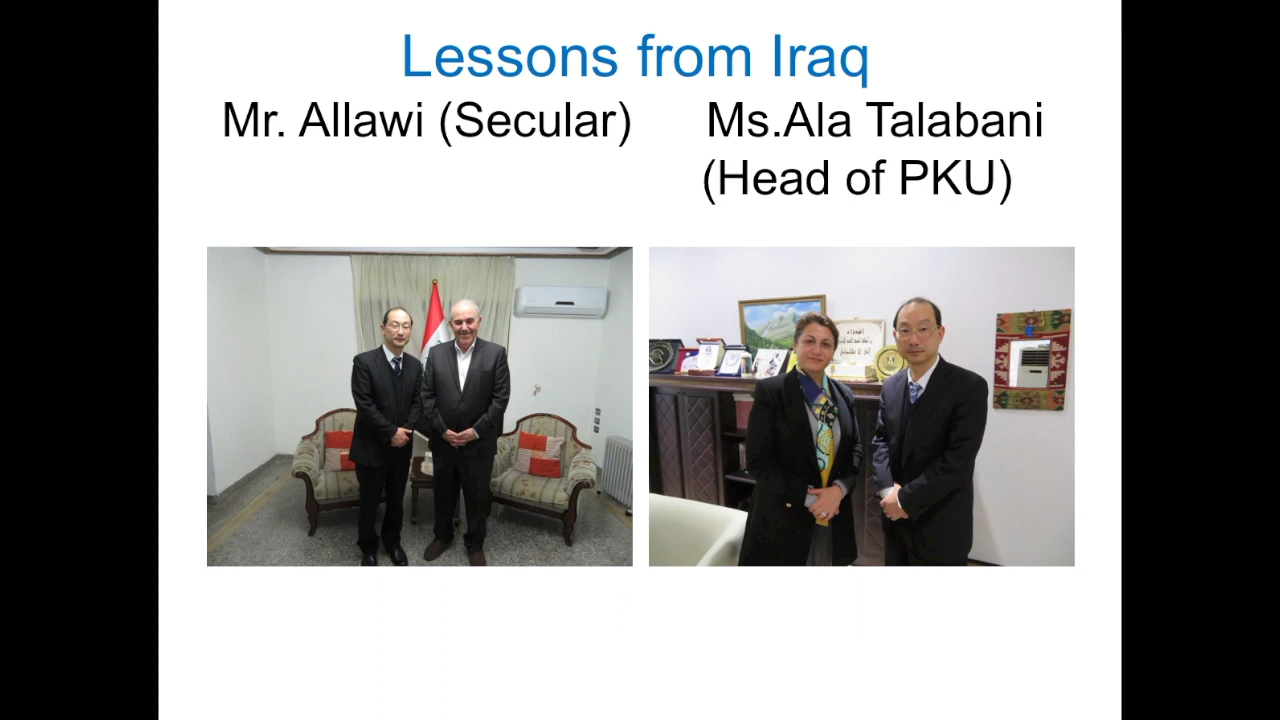 Lessons from Iraq
Mr. Allawi (Secular)
Ms.Ala Talabani
(Head of PKU)